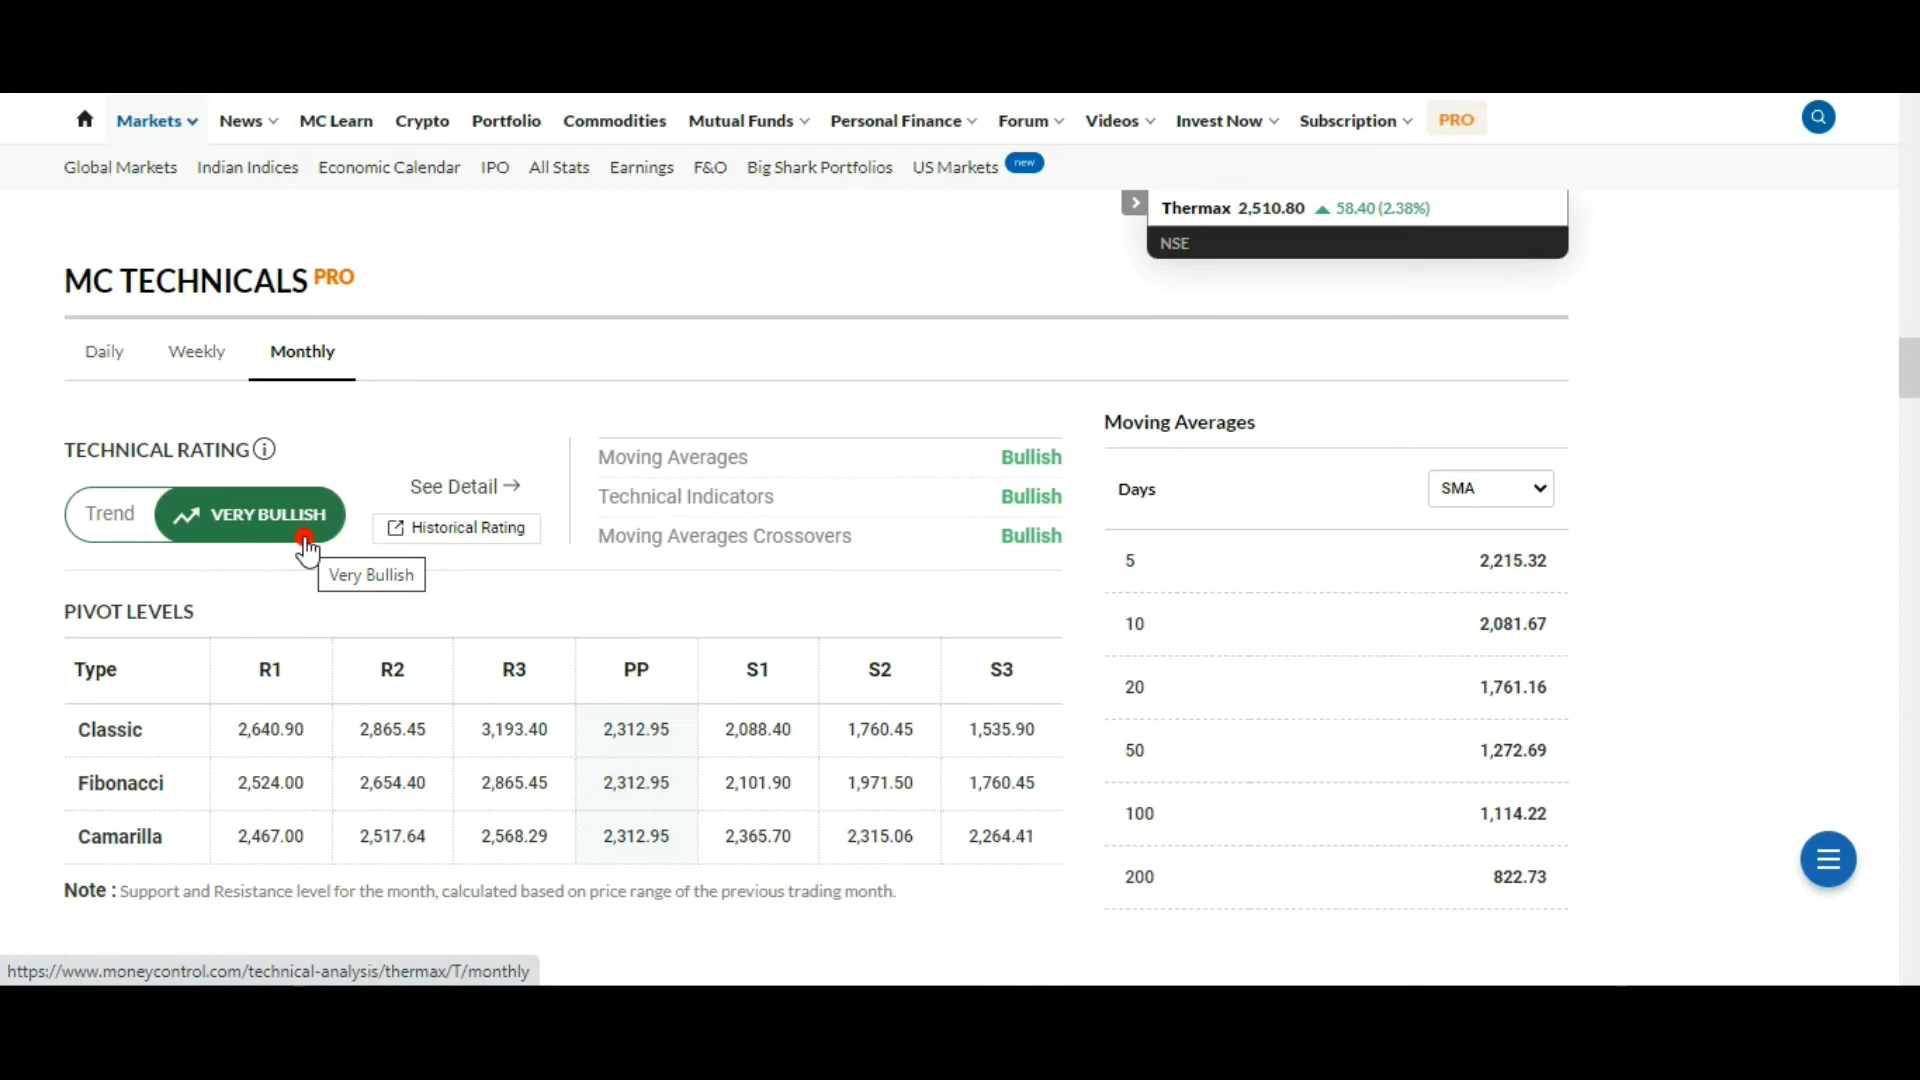 Markets News MC Learn Crypto Portfolio Commodities Mutual Funds Personal Finance Forum Videos Invest Now Subscription PRO
Global Markets Indian Indices Economic Calendar IPO All Stats Earnings F&O Big Shark Portfolios US Markets new
Thermax 2,510.80 58.40 (2.38%)
NSE
MC TECHNICALS PRO
Daily Weekly Monthly
TECHNICAL RATING
Trend VERY BULLISH
See Detail
Historical Rating
Very Bullish
Moving Averages Bullish
Technical Indicators Bullish
Moving Averages Crossovers Bullish
PIVOT LEVELS
Type R1 R2 R3 PP S1 S2 S3
Classic 2,640.90 2,865.45 3,193.40 2,312.95 2,088.40 1,760.45 1,535.90
Fibonacci 2,524.00 2,654.40 2,865.45 2,312.95 2,101.90 1,971.50 1,760.45
Camarilla 2,467.00 2,517.64 2,568.29 2,312.95 2,365.70 2,315.06 2,264.41
Note : Support and Resistance level for the month, calculated based on price range of the previous trading month.
Moving Averages
Days SMA
5 2,215.32
10 2,081.67
20 1,761.16
50 1,272.69
100 1,114.22
200 822.73
https://www.moneycontrol.com/technical-analysis/thermax/T/monthly